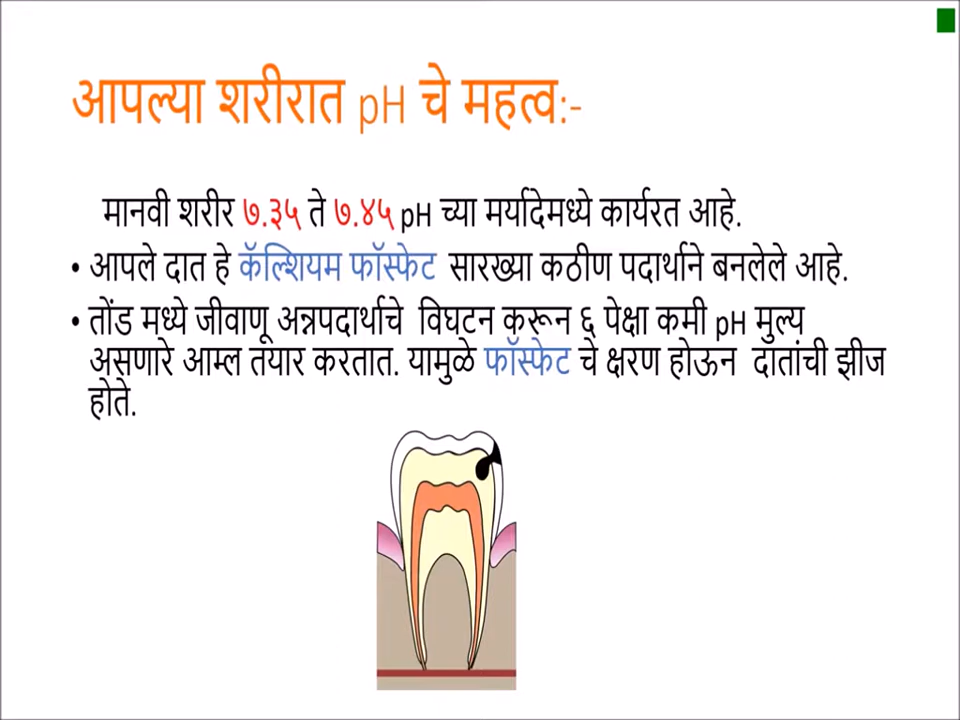 आपल्या शरीरात pH चे महत्व:-
मानवी शरीर ७.३५ ते ७.४५ pH च्या मर्यादेमध्ये कार्यरत आहे.
• आपले दात हे कॅल्शियम फॉस्फेट सारख्या कठीण पदार्थाने बनलेले आहे.
• तोंड मध्ये जीवाणू अन्नपदार्थाचे विघटन करून ६ पेक्षा कमी pH मुल्य
असणारे आम्ल तयार करतात. यामुळे फॉस्फेट चे क्षरण होऊन दातांची झीज
होते.